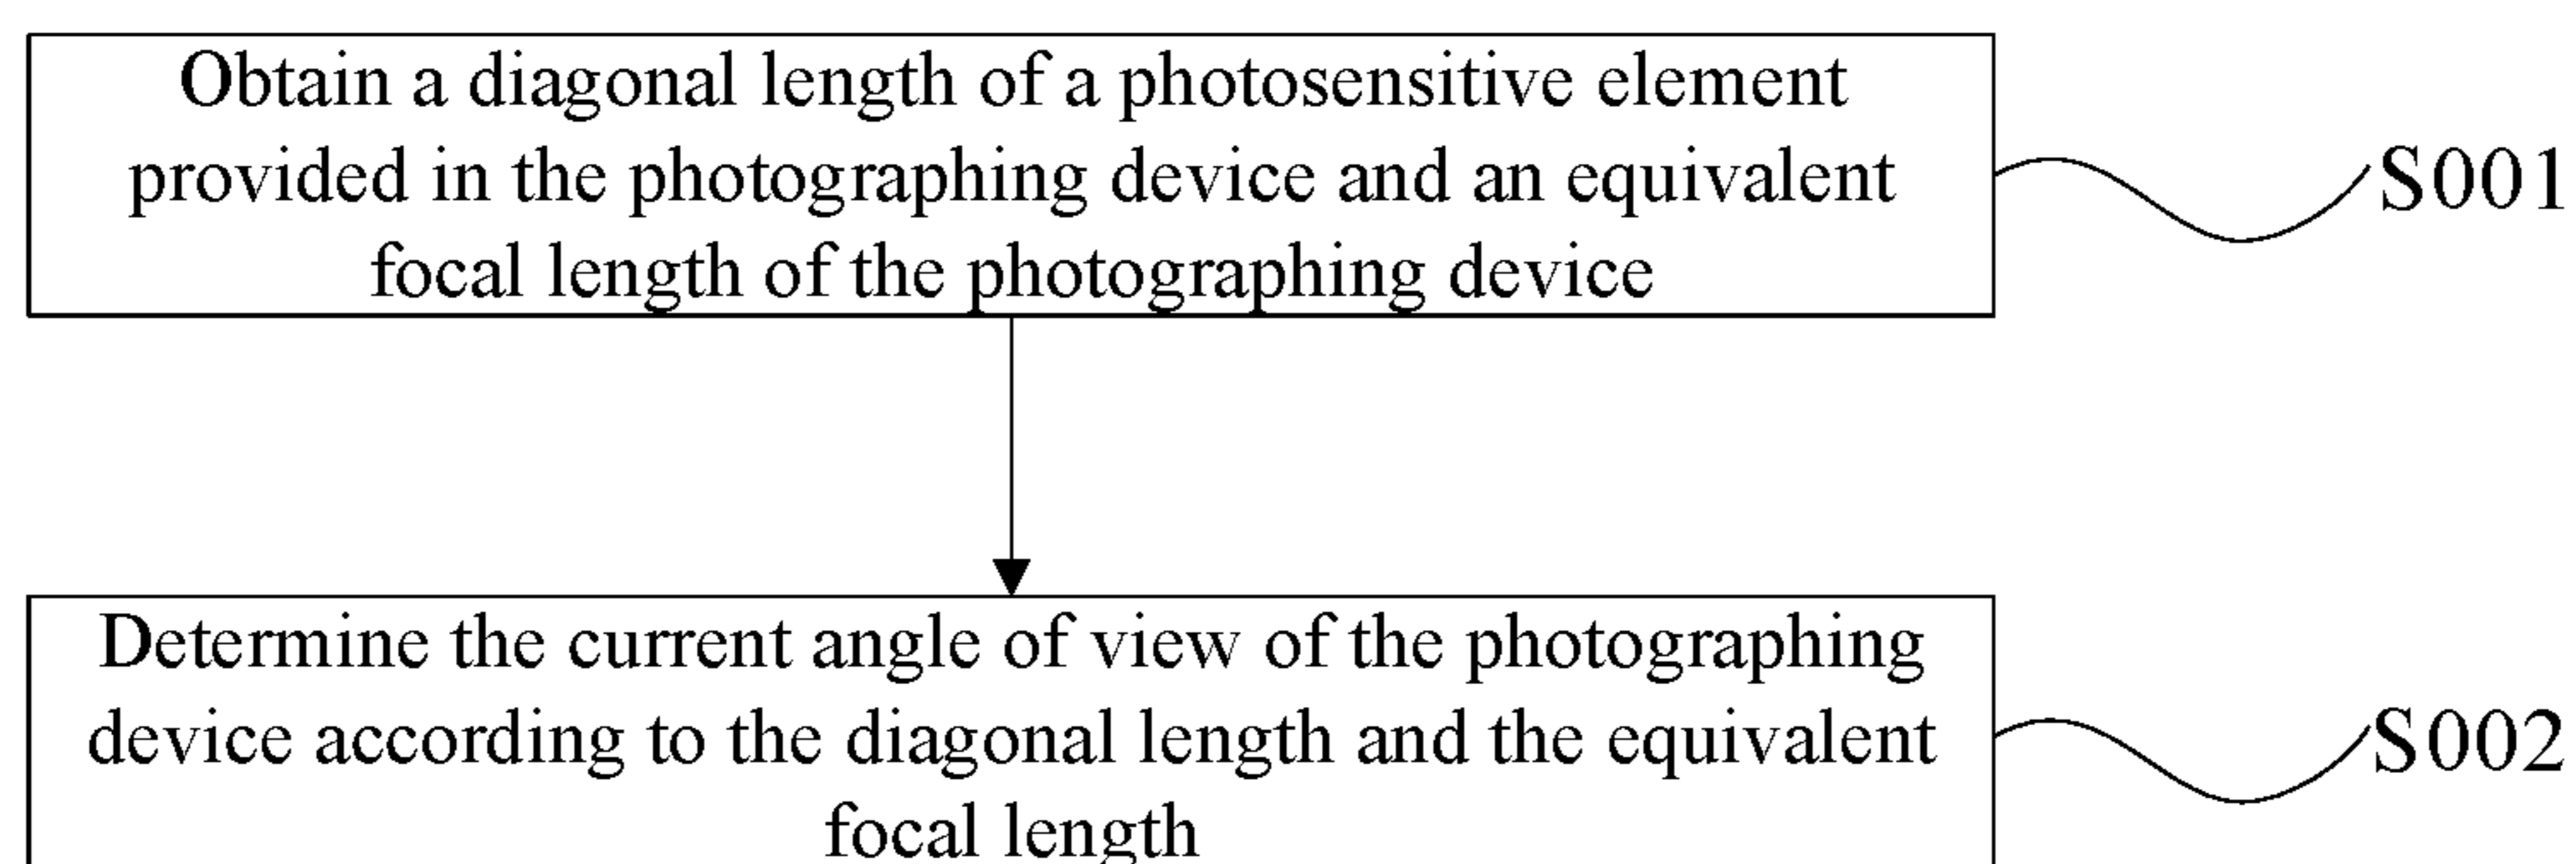 Obtain a diagonal length of a photosensitive element
provided in the photographing device and an equivalent
focal length of the photographing device
S001
Determine the current angle of view of the photographing
device according to the diagonal length and the equivalent
focal length
S002